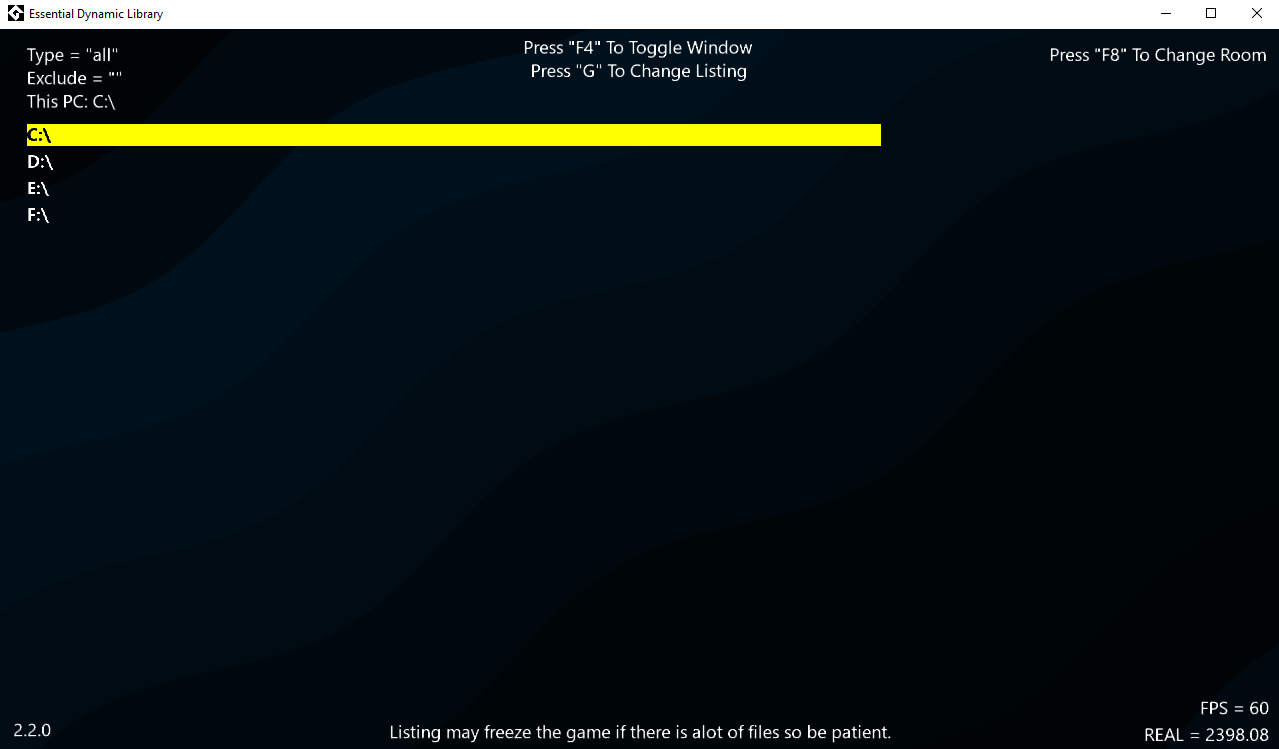 Essential Dynamic Library
Type = "all"
Exclude = ""
This PC: C:\
Press "F4" To Toggle Window
Press "G" To Change Listing
Press "F8" To Change Room
C:\
D:\
E:\
F:\
2.2.0
Listing may freeze the game if there is alot of files so be patient.
FPS = 60
REAL = 2398.08